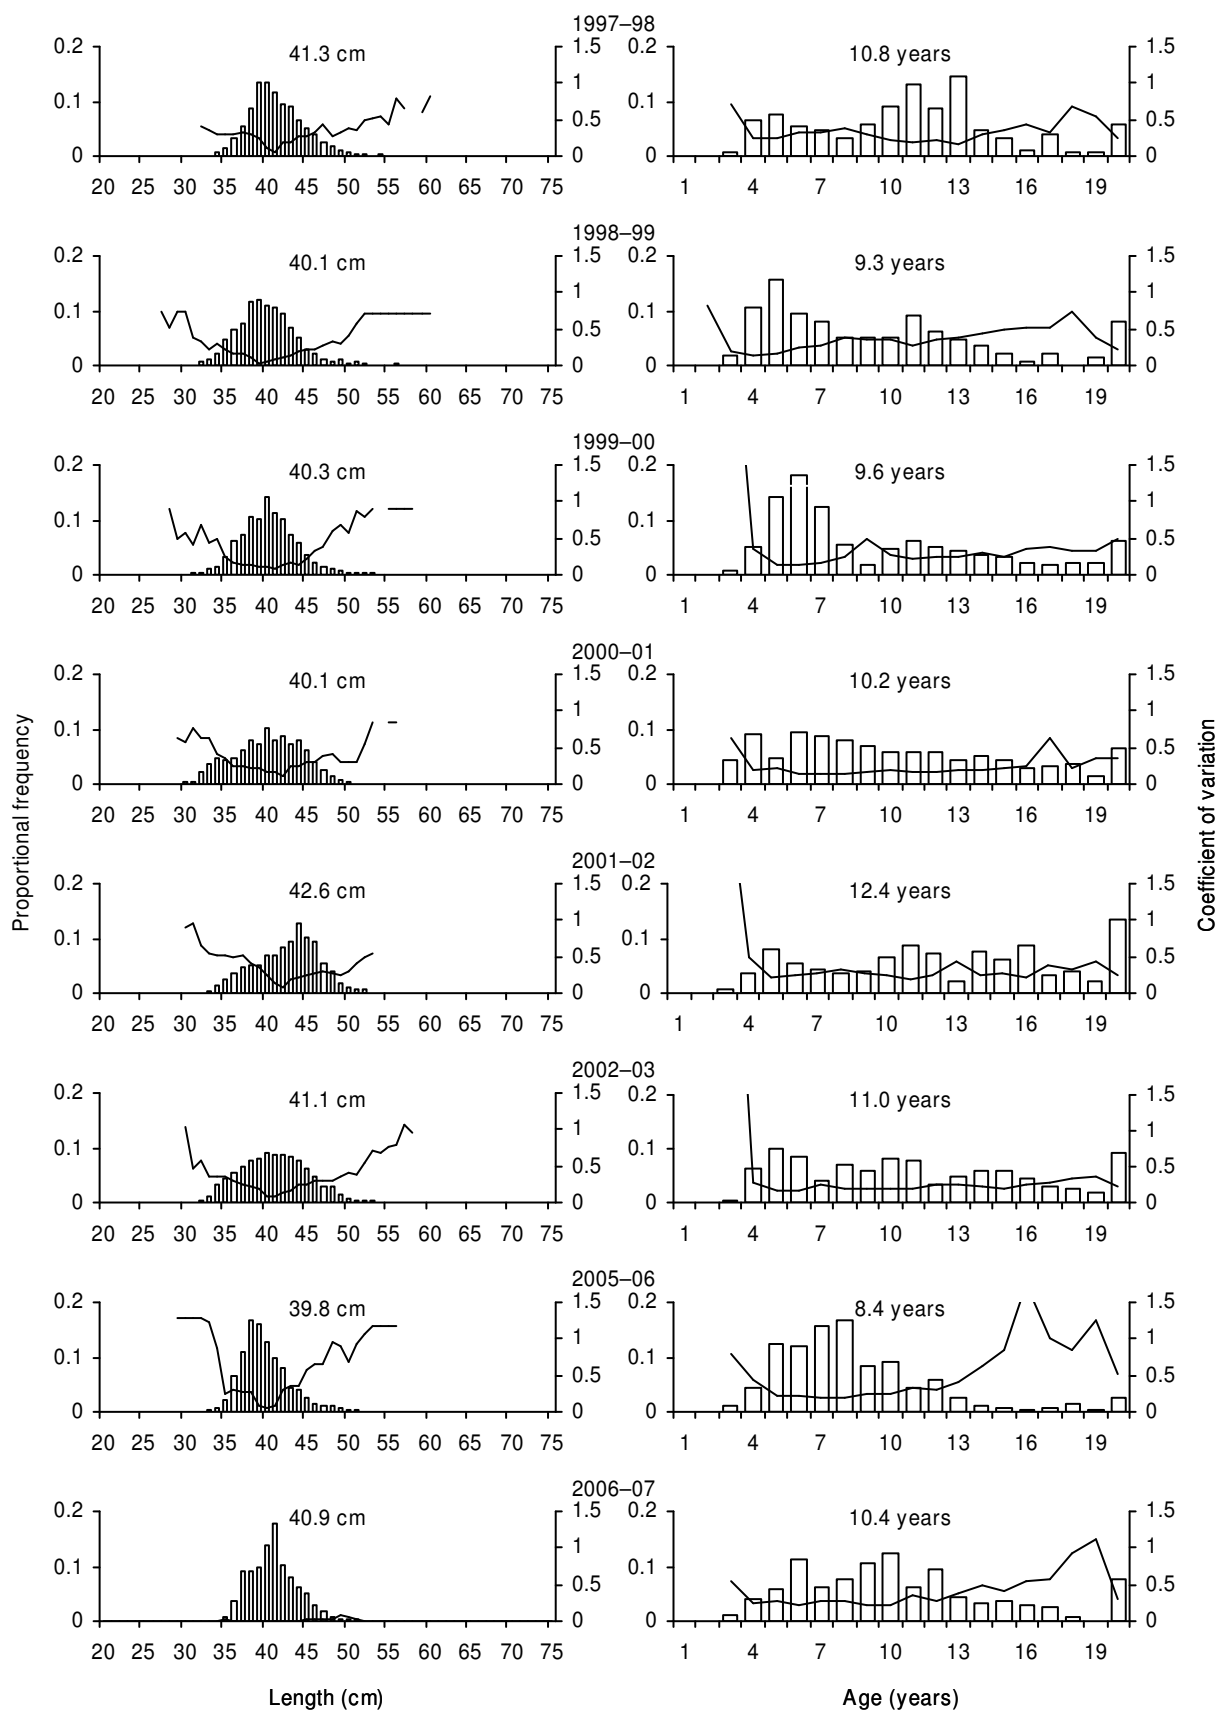 1997–98
41.3 cm
10.8 years
0.2 1.5 0.2 1.5
1 1
0.1 0.1
0.5 0.5
0 0 0 0
20 25 30 35 40 45 50 55 60 65 70 75 1 4 7 10 13 16 19
1998–99
40.1 cm
9.3 years
0.2 1.5 0.2 1.5
1 1
0.1 0.1
0.5 0.5
0 0 0 0
20 25 30 35 40 45 50 55 60 65 70 75 1 4 7 10 13 16 19
1999–00
40.3 cm
9.6 years
0.2 1.5 0.2 1.5
1 1
0.1 0.1
0.5 0.5
0 0 0 0
20 25 30 35 40 45 50 55 60 65 70 75 1 4 7 10 13 16 19
2000–01
40.1 cm
10.2 years
0.2 1.5 0.2 1.5
1 1
0.1 0.1
0.5 0.5
0 0 0 0
20 25 30 35 40 45 50 55 60 65 70 75 1 4 7 10 13 16 19
Proportional frequency
Coefficient of variation
2001–02
42.6 cm
12.4 years
0.2 1.5 0.2 1.5
1 1
0.1 0.1
0.5 0.5
0 0 0 0
20 25 30 35 40 45 50 55 60 65 70 75 1 4 7 10 13 16 19
2002–03
41.1 cm
11.0 years
0.2 1.5 0.2 1.5
1 1
0.1 0.1
0.5 0.5
0 0 0 0
20 25 30 35 40 45 50 55 60 65 70 75 1 4 7 10 13 16 19
2005–06
39.8 cm
8.4 years
0.2 1.5 0.2 1.5
1 1
0.1 0.1
0.5 0.5
0 0 0 0
20 25 30 35 40 45 50 55 60 65 70 75 1 4 7 10 13 16 19
2006–07
40.9 cm
10.4 years
0.2 1.5 0.2 1.5
1 1
0.1 0.1
0.5 0.5
0 0 0 0
20 25 30 35 40 45 50 55 60 65 70 75 1 4 7 10 13 16 19
Length (cm)
Age (years)